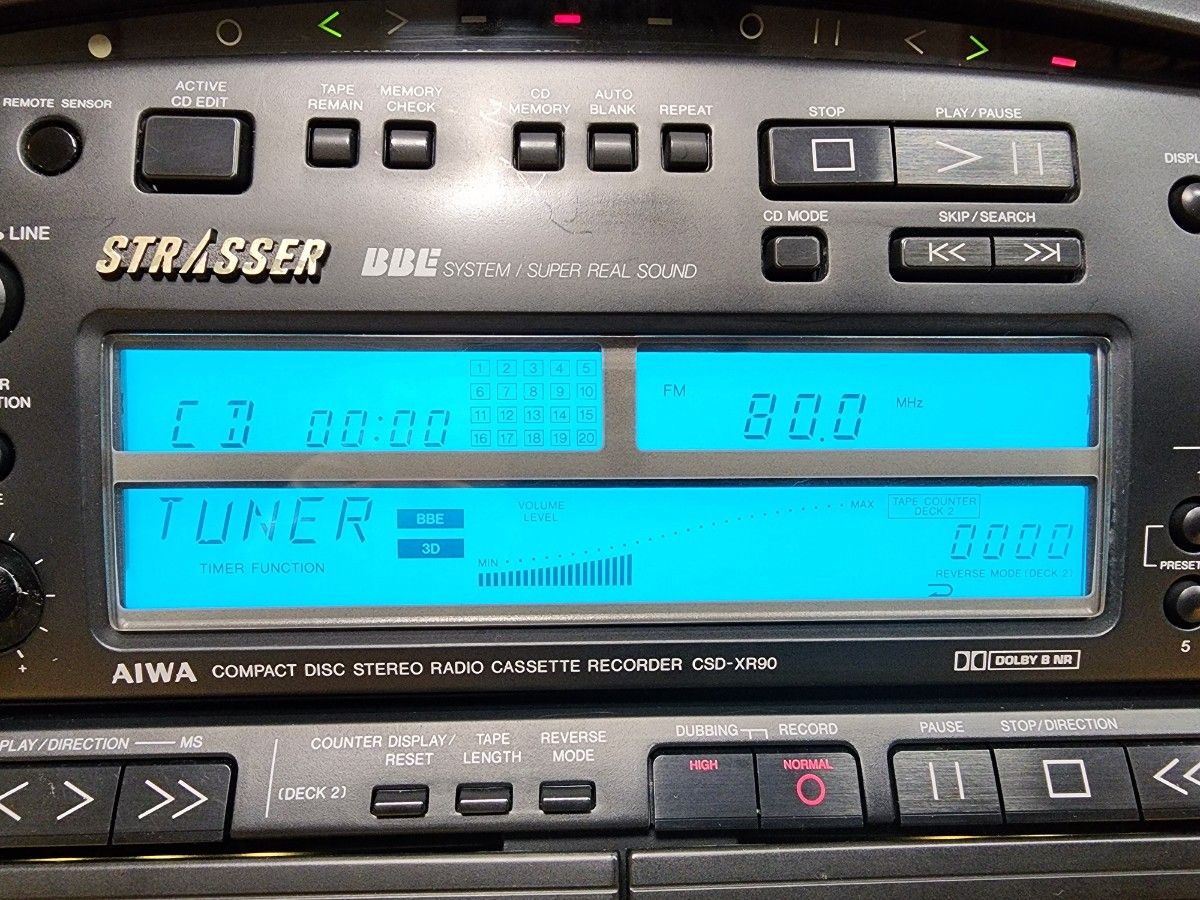 REMOTE SENSOR
ACTIVE
CD EDIT
TAPE
REMAIN
MEMORY
CHECK
CD
MEMORY
AUTO
BLANK
REPEAT
STOP
PLAY/PAUSE
LINE
STRASSER
BBE SYSTEM / SUPER REAL SOUND
CD MODE
SKIP/SEARCH
CD 00:00
1 2 3 4 5
6 7 8 9 10
11 12 13 14 15
16 17 18 19 20
FM 80.0 MHz
TUNER
TIMER FUNCTION
BBE
3D
VOLUME
LEVEL
MIN
MAX
TAPE COUNTER
DECK 2
0000
REVERSE MODE (DECK 2)
PRESET
5
AIWA COMPACT DISC STEREO RADIO CASSETTE RECORDER CSD-XR90
DOLBY B NR
PLAY/DIRECTION MS
COUNTER DISPLAY/
RESET
TAPE
LENGTH
REVERSE
MODE
(DECK 2)
DUBBING
RECORD
HIGH
NORMAL
PAUSE
STOP/DIRECTION